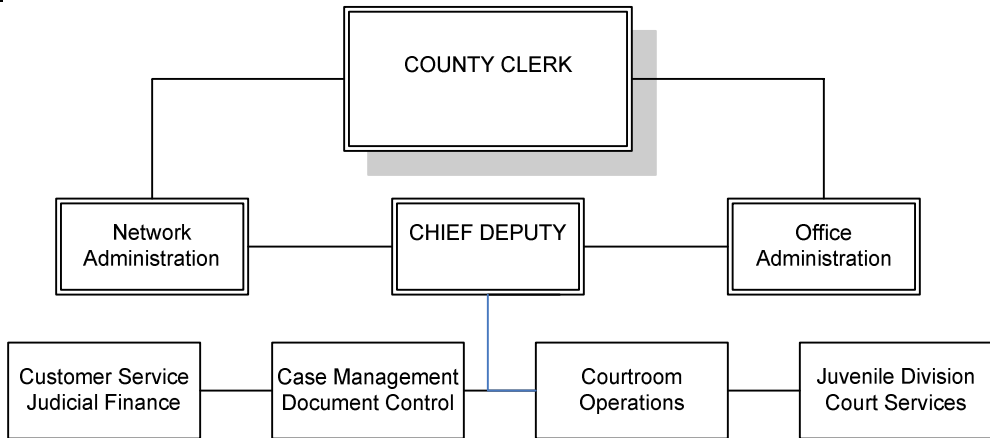 COUNTY CLERK
Network
Administration
CHIEF DEPUTY
Office
Administration
Customer Service
Judicial Finance
Case Management
Document Control
Courtroom
Operations
Juvenile Division
Court Services